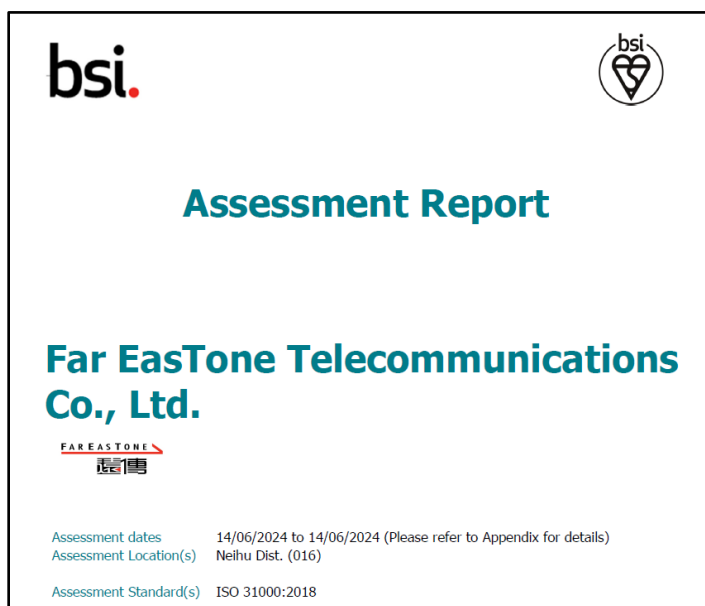 bsi.
bsi
Assessment Report
Far EasTone Telecommunications
Co., Ltd.
FAREASTONE
遠傳
Assessment dates 14/06/2024 to 14/06/2024 (Please refer to Appendix for details)
Assessment Location(s) Neihu Dist. (016)
Assessment Standard(s) ISO 31000:2018